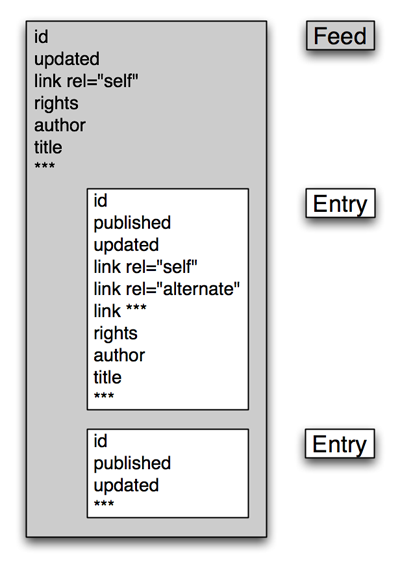 id
updated
link rel="self"
rights
author
title
***
Feed
id
published
updated
link rel="self"
link rel="alternate"
link ***
rights
author
title
***
Entry
id
published
updated
***
Entry